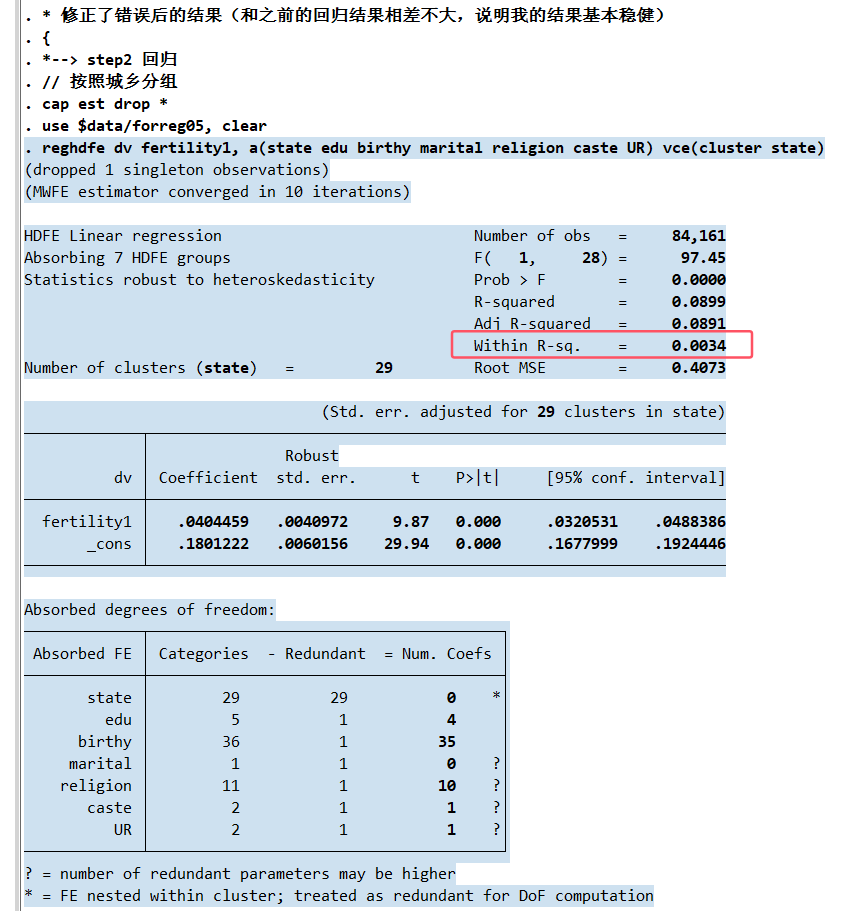 . * 修正了错误后的结果（和之前的回归结果相差不大，说明我的结果基本稳健）
. {
. *--> step2 回归
. // 按照城乡分组
. cap est drop *
. use $data/forreg05, clear
. reghdfe dv fertility1, a(state edu birthy marital religion caste UR) vce(cluster state)
(dropped 1 singleton observations)
(MWFE estimator converged in 10 iterations)
HDFE Linear regression Number of obs = 84,161
Absorbing 7 HDFE groups F( 1, 28) = 97.45
Statistics robust to heteroskedasticity Prob > F = 0.0000
R-squared = 0.0899
Adj R-squared = 0.0891
Within R-sq. = 0.0034
Number of clusters (state) = 29 Root MSE = 0.4073
(Std. err. adjusted for 29 clusters in state)
Robust
dv Coefficient std. err. t P>|t| [95% conf. interval]
fertility1 .0404459 .0040972 9.87 0.000 .0320531 .0488386
_cons .1801222 .0060156 29.94 0.000 .1677999 .1924446
Absorbed degrees of freedom:
Absorbed FE Categories - Redundant = Num. Coefs
state 29 29 0 *
edu 5 1 4
birthy 36 1 35
marital 1 1 0 ?
religion 11 1 10 ?
caste 2 1 1 ?
UR 2 1 1 ?
? = number of redundant parameters may be higher
* = FE nested within cluster; treated as redundant for DoF computation